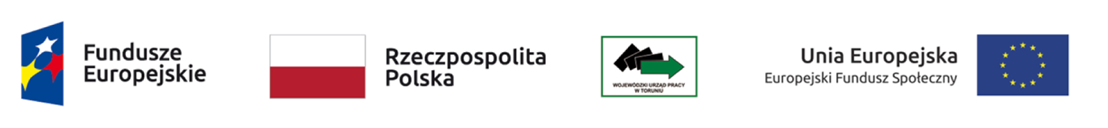 Fundusze
Europejskie
Rzeczpospolita
Polska
WOJEWÓDZKI URZĄD PRACY
W TORUNIU
Unia Europejska
Europejski Fundusz Społeczny